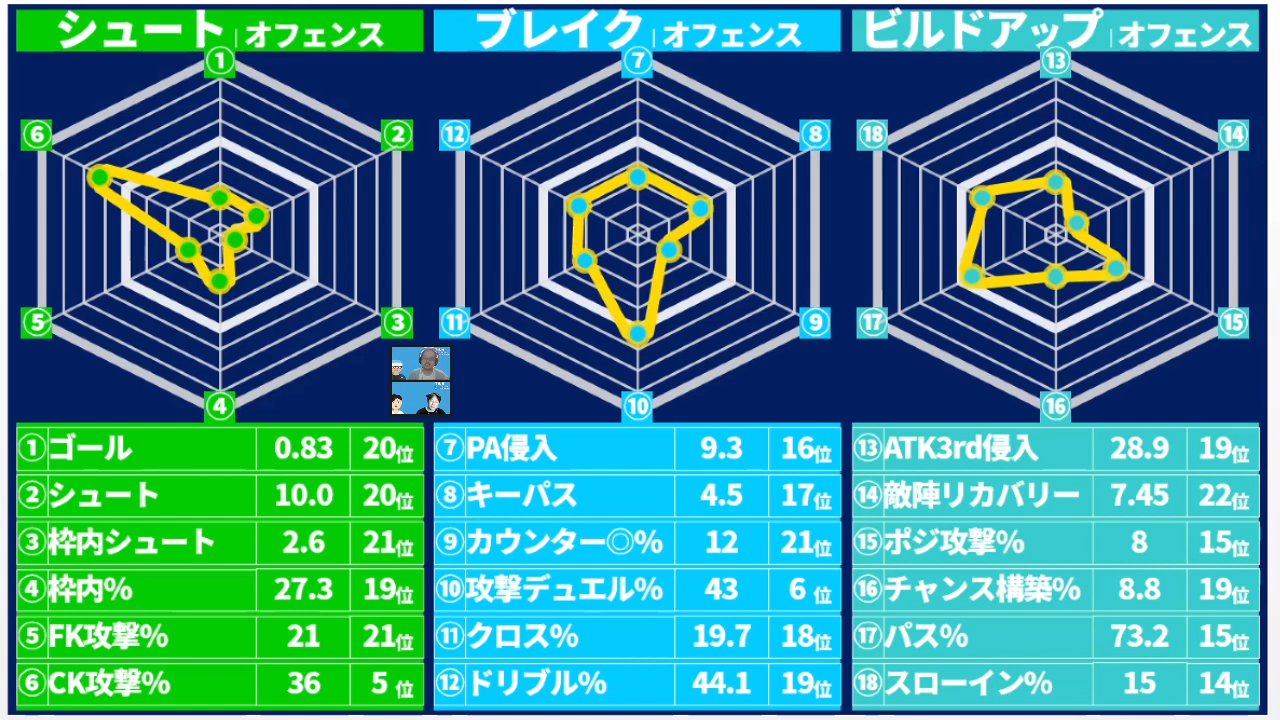 シュート|オフェンス
①
②
③
④
⑤
⑥
①ゴール 0.83 20位
②シュート 10.0 20位
③枠内シュート 2.6 21位
④枠内% 27.3 19位
⑤FK攻撃% 21 21位
⑥CK攻撃% 36 5位
ブレイク|オフェンス
⑦
⑧
⑨
⑩
⑪
⑫
⑦PA侵入 9.3 16位
⑧キーパス 4.5 17位
⑨カウンター◎% 12 21位
⑩攻撃デュエル% 43 6位
⑪クロス% 19.7 18位
⑫ドリブル% 44.1 19位
ビルドアップ|オフェンス
⑬
⑭
⑮
⑯
⑰
⑱
⑬ATK3rd侵入 28.9 19位
⑭敵陣リカバリー 7.45 22位
⑮ポジ攻撃% 8 15位
⑯チャンス構築% 8.8 19位
⑰パス% 73.2 15位
⑱スローイン% 15 14位